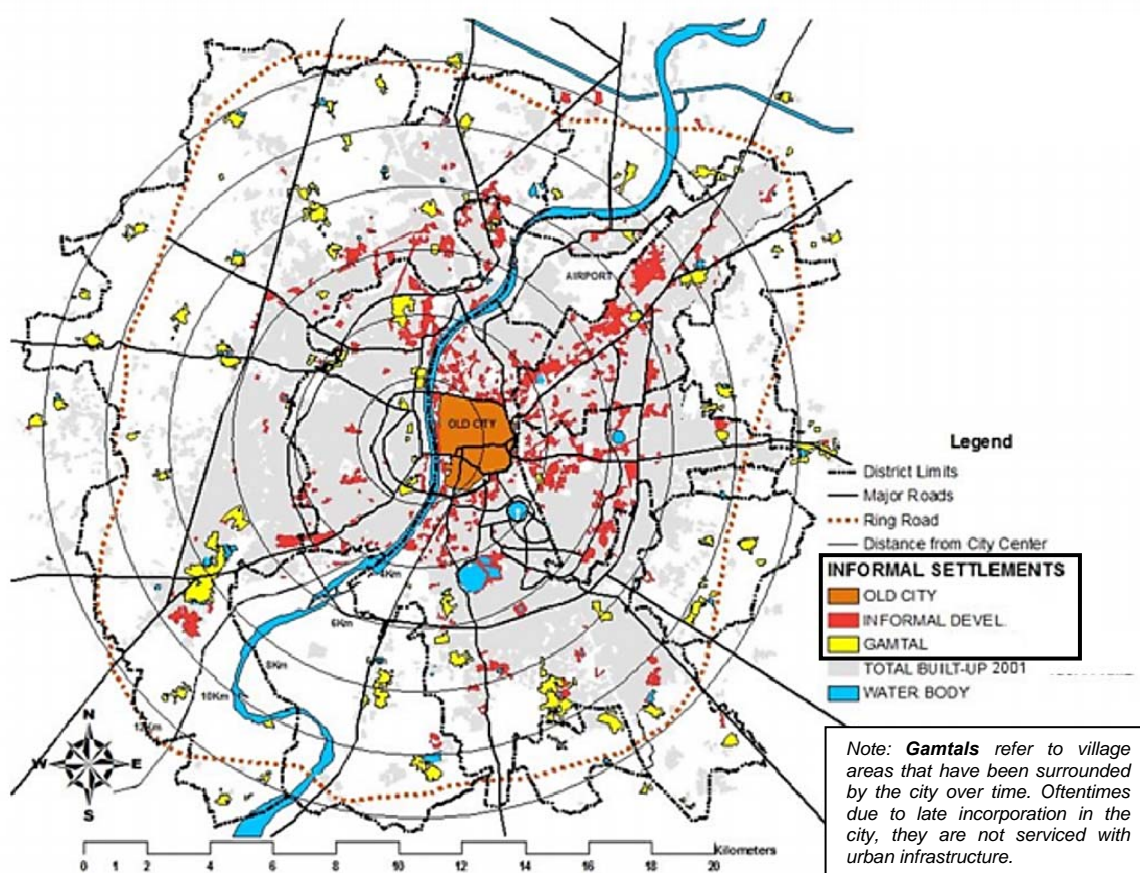 AIRPORT
OLD CITY
4Km
6Km
8Km
10Km
12Km
N
W E
S
0 1 2 4 6 8 10 12 14 16 18 20
Kilometers
Legend
District Limits
Major Roads
Ring Road
Distance from City Center
INFORMAL SETTLEMENTS
OLD CITY
INFORMAL DEVEL.
GAMTAL
TOTAL BUILT-UP 2001
WATER BODY
Note: Gamtals refer to village
areas that have been surrounded
by the city over time. Oftentimes
due to late incorporation in the
city, they are not serviced with
urban infrastructure.